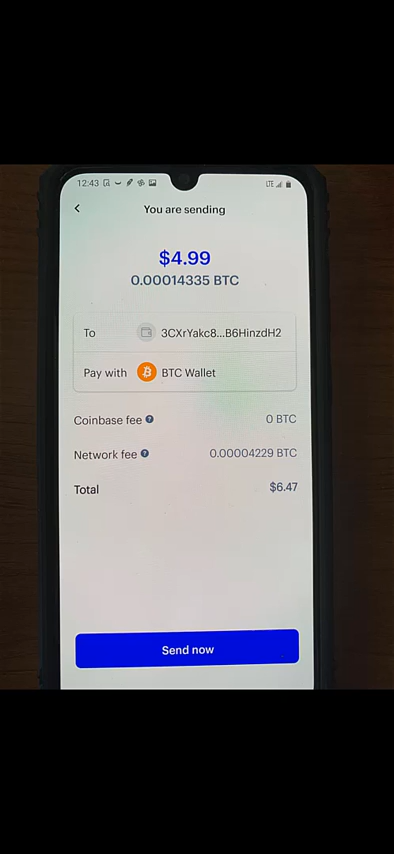 12:43
LTE
You are sending
$4.99
0.00014335 BTC
To 3CXrYakc8...B6HinzdH2
Pay with BTC Wallet
Coinbase fee ? 0 BTC
Network fee ? 0.00004229 BTC
Total $6.47
Send now